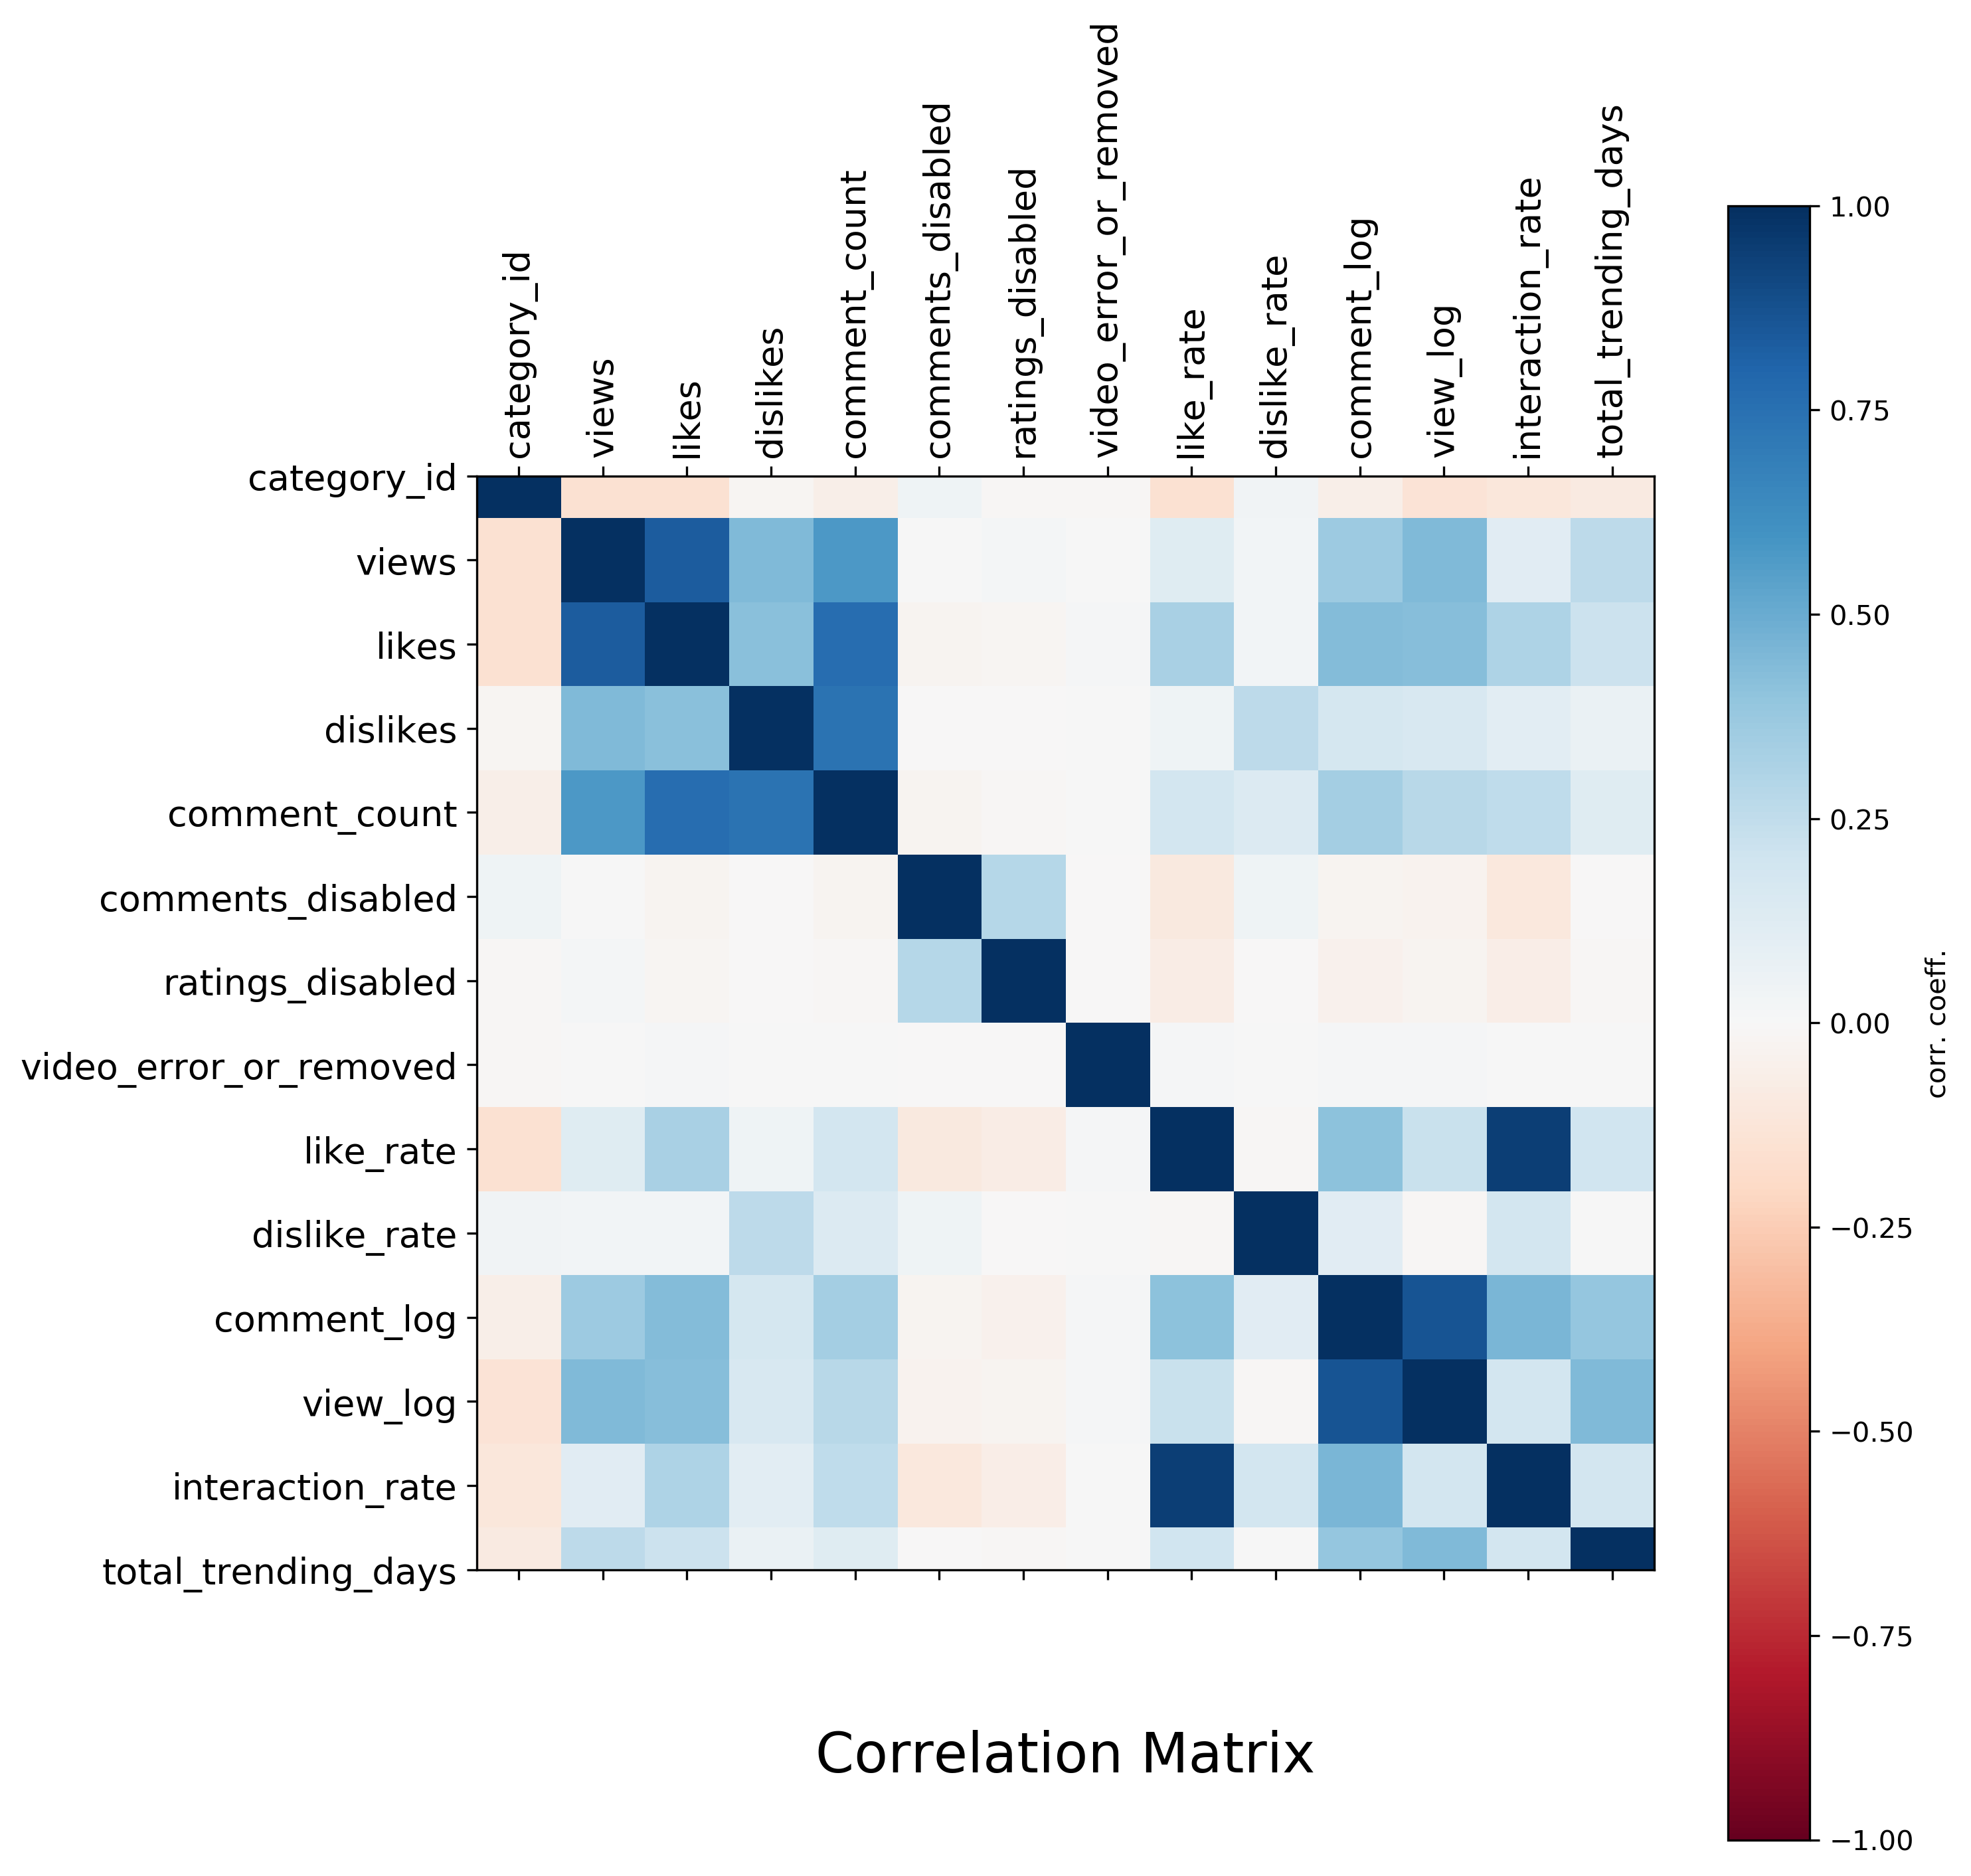 category_id
views
likes
dislikes
comment_count
comments_disabled
ratings_disabled
video_error_or_removed
like_rate
dislike_rate
comment_log
view_log
interaction_rate
total_trending_days
category_id
views
likes
dislikes
comment_count
comments_disabled
ratings_disabled
video_error_or_removed
like_rate
dislike_rate
comment_log
view_log
interaction_rate
total_trending_days
1.00
0.75
0.50
0.25
0.00
−0.25
−0.50
−0.75
−1.00
corr. coeff.
Correlation Matrix